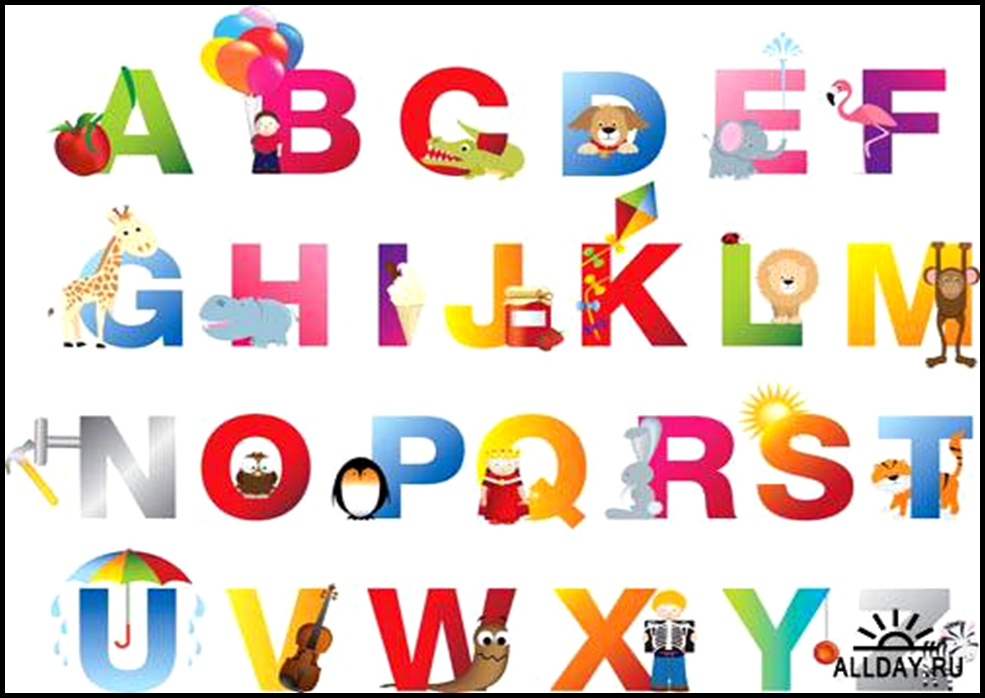 A B C D E F
G H I J K L M
N O P Q R S T
U V W X Y Z
ALLDAY.RU